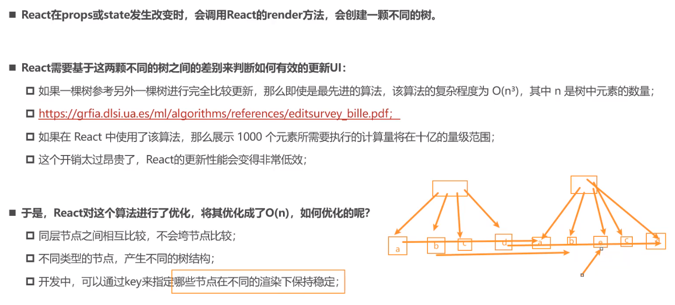 React在props或state发生改变时，会调用React的render方法，会创建一颗不同的树。
React需要基于这两颗不同的树之间的差别来判断如何有效的更新UI：
如果一棵树参考另外一棵树进行完全比较更新，那么即使是最先进的算法，该算法的复杂程度为 O(n³)，其中 n 是树中元素的数量；
https://grfia.dlsi.ua.es/ml/algorithms/references/editsurvey_bille.pdf；
如果在 React 中使用了该算法，那么展示 1000 个元素所需要执行的计算量将在十亿的量级范围；
这个开销太过昂贵了，React的更新性能会变得非常低效；
于是，React对这个算法进行了优化，将其优化成了O(n)，如何优化的呢？
同层节点之间相互比较，不会垮节点比较；
不同类型的节点，产生不同的树结构；
开发中，可以通过key来指定哪些节点在不同的渲染下保持稳定；
a b c d a b e c